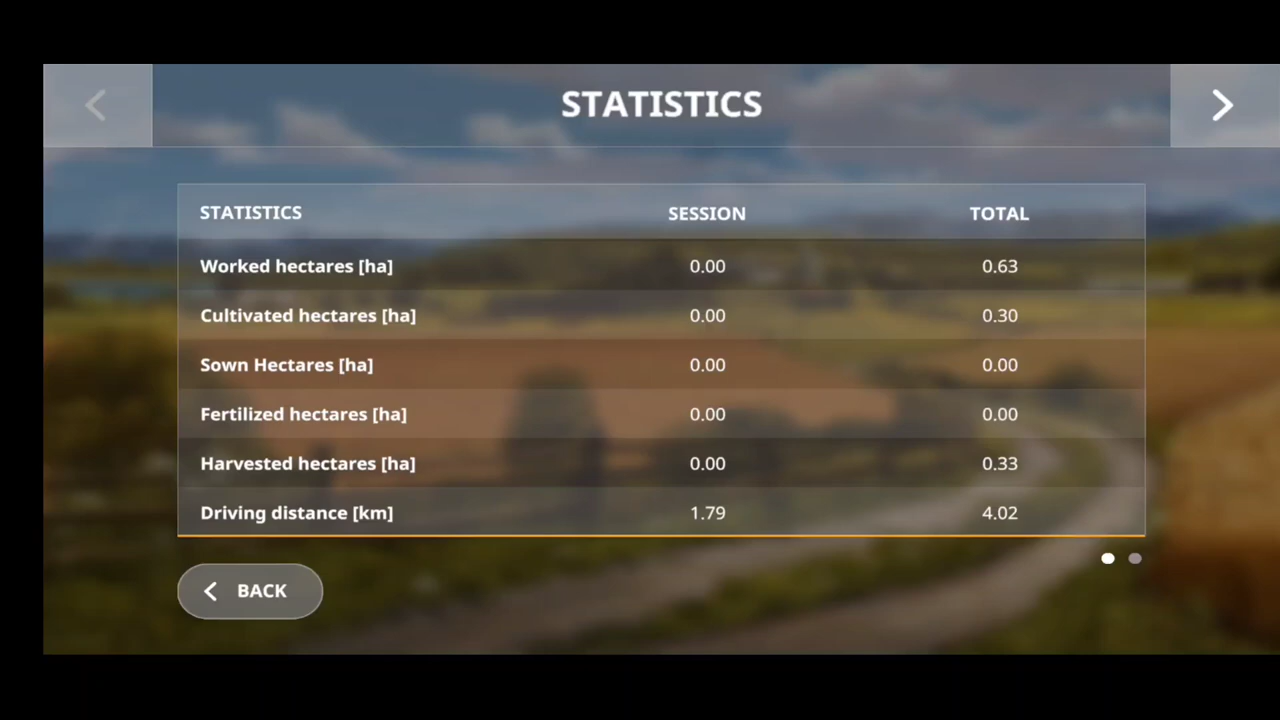 STATISTICS
STATISTICS SESSION TOTAL
Worked hectares [ha] 0.00 0.63
Cultivated hectares [ha] 0.00 0.30
Sown Hectares [ha] 0.00 0.00
Fertilized hectares [ha] 0.00 0.00
Harvested hectares [ha] 0.00 0.33
Driving distance [km] 1.79 4.02
BACK